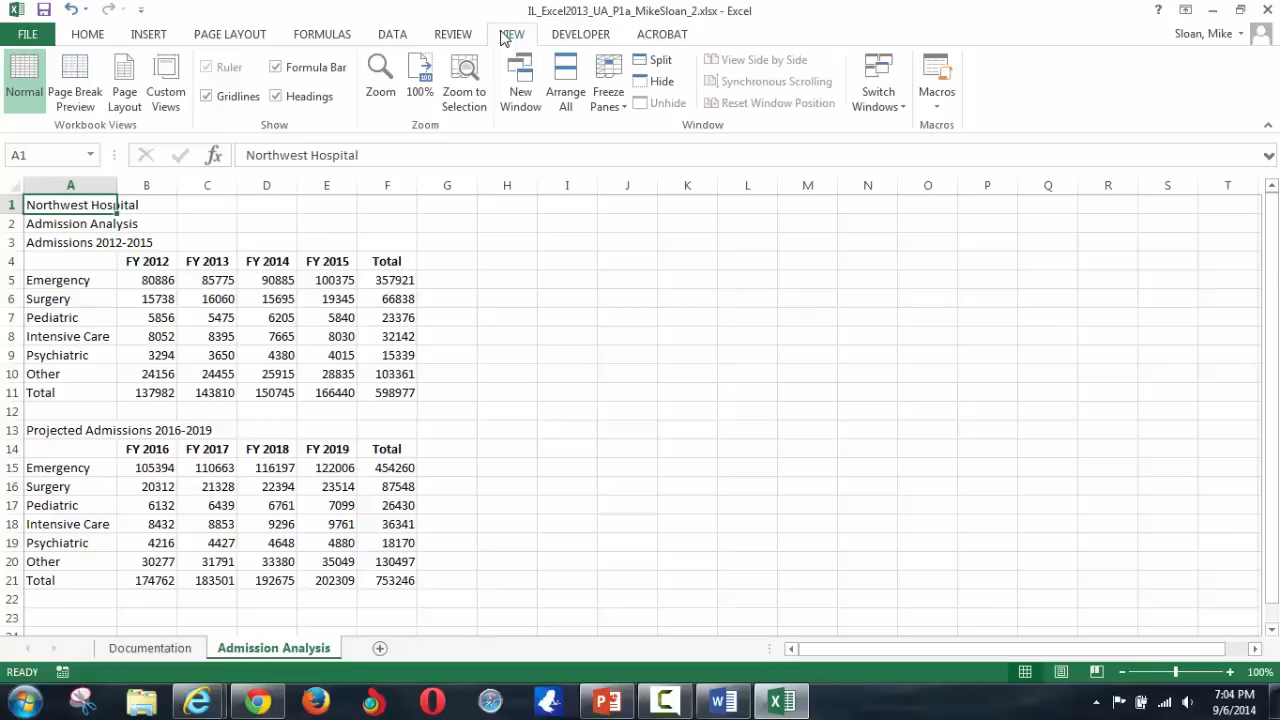 IL_Excel2013_UA_P1a_MikeSloan_2.xlsx - Excel
FILE HOME INSERT PAGE LAYOUT FORMULAS DATA REVIEW VIEW DEVELOPER ACROBAT Sloan, Mike
Normal Page Break Preview Page Layout Custom Views
Ruler Formula Bar
Gridlines Headings
Zoom 100% Zoom to Selection
New Window Arrange All Freeze Panes
Split
Hide
Unhide
View Side by Side
Synchronous Scrolling
Reset Window Position
Switch Windows
Macros
Workbook Views Show Zoom Window Macros
A1 fx Northwest Hospital
A B C D E F G H I J K L M N O P Q R S T
1 Northwest Hospital
2 Admission Analysis
3 Admissions 2012-2015
4 FY 2012 FY 2013 FY 2014 FY 2015 Total
5 Emergency 80886 85775 90885 100375 357921
6 Surgery 15738 16060 15695 19345 66838
7 Pediatric 5856 5475 6205 5840 23376
8 Intensive Care 8052 8395 7665 8030 32142
9 Psychiatric 3294 3650 4380 4015 15339
10 Other 24156 24455 25915 28835 103361
11 Total 137982 143810 150745 166440 598977
12
13 Projected Admissions 2016-2019
14 FY 2016 FY 2017 FY 2018 FY 2019 Total
15 Emergency 105394 110663 116197 122006 454260
16 Surgery 20312 21328 22394 23514 87548
17 Pediatric 6132 6439 6761 7099 26430
18 Intensive Care 8432 8853 9296 9761 36341
19 Psychiatric 4216 4427 4648 4880 18170
20 Other 30277 31791 33380 35049 130497
21 Total 174762 183501 192675 202309 753246
22
23
24
Documentation Admission Analysis
READY 100%
7:04 PM
9/6/2014